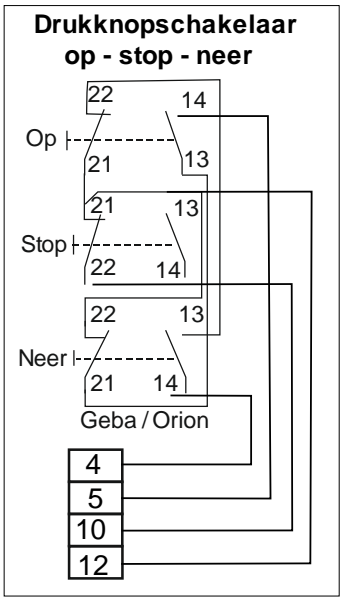 Drukknopschakelaar
op - stop - neer
22 14
Op
21 13
21 13
Stop
22 14
22 13
Neer
21 14
Geba / Orion
4
5
10
12